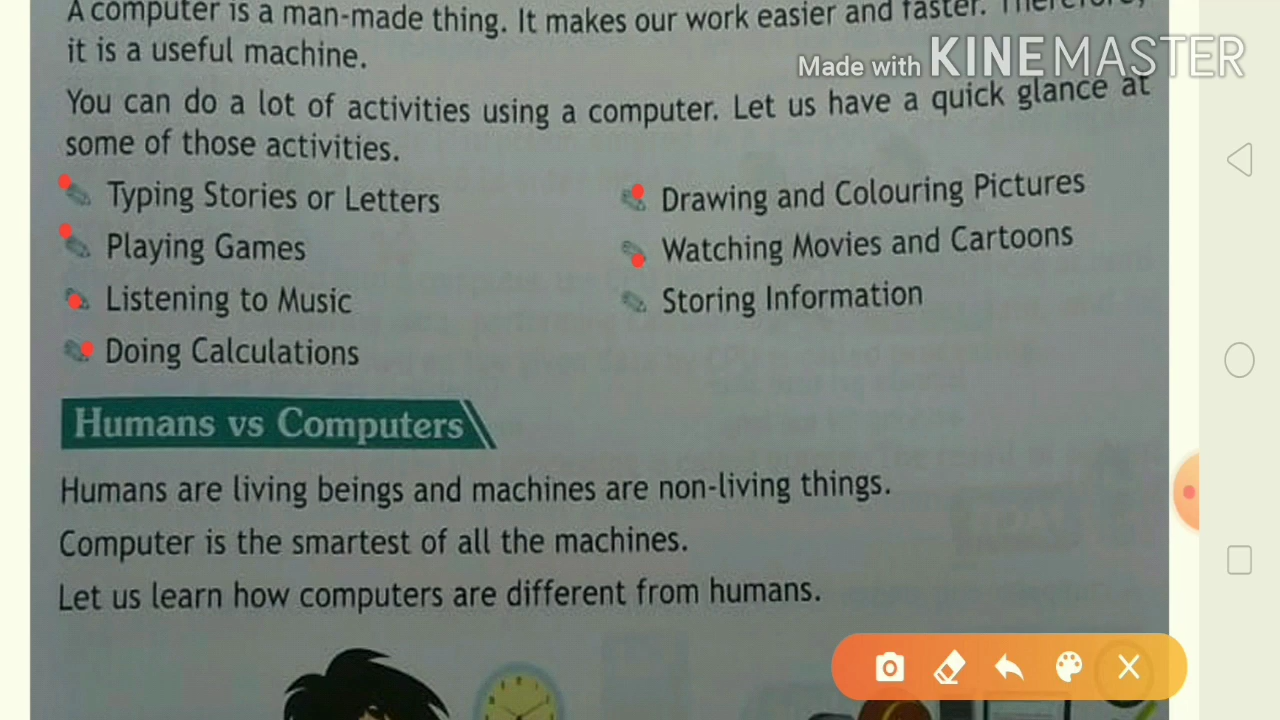 A computer is a man-made thing. It makes our work easier and faster. Therefore,
it is a useful machine.
Made with KINEMASTER
You can do a lot of activities using a computer. Let us have a quick glance at
some of those activities.
Typing Stories or Letters
Playing Games
Listening to Music
Doing Calculations
Drawing and Colouring Pictures
Watching Movies and Cartoons
Storing Information
Humans vs Computers
Humans are living beings and machines are non-living things.
Computer is the smartest of all the machines.
Let us learn how computers are different from humans.